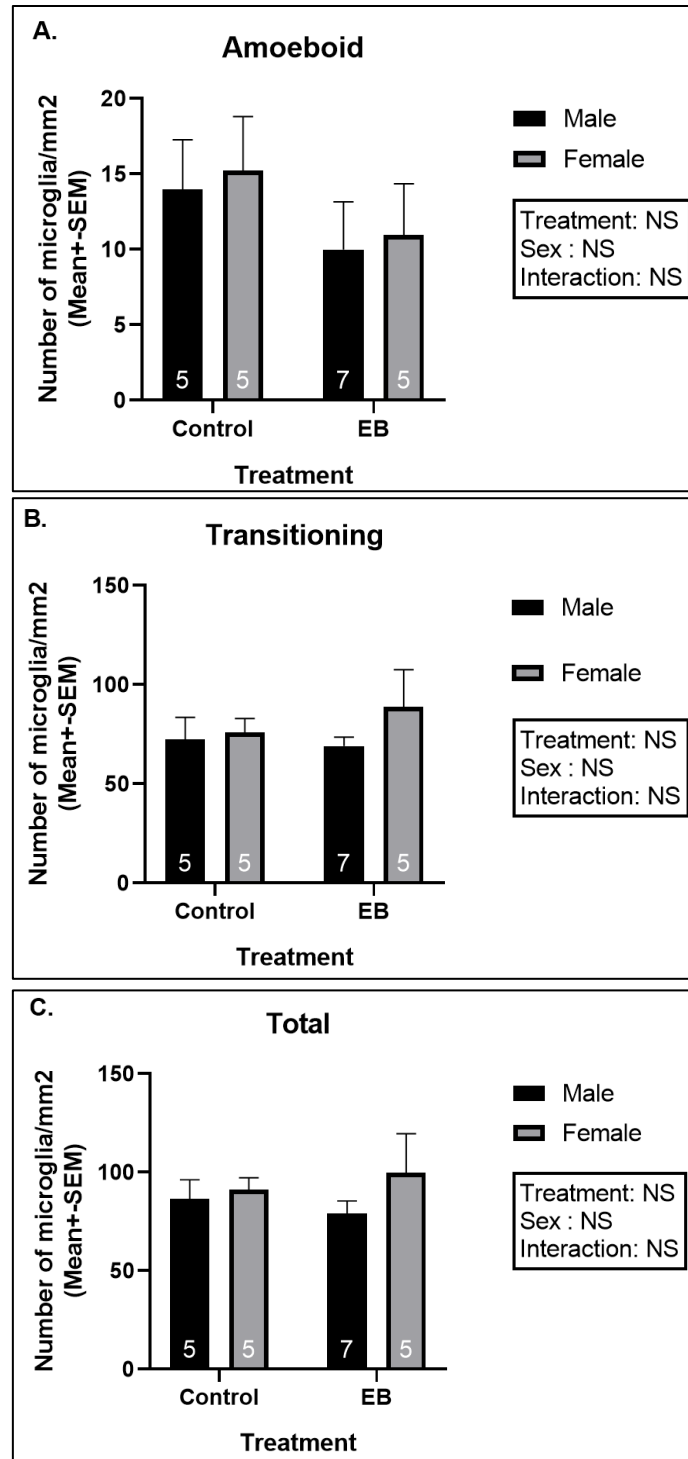 A.
Amoeboid
Number of microglia/mm2
(Mean+-SEM)
20
15
10
5
0
5
5
7
5
Control
EB
Treatment
Male
Female
Treatment: NS
Sex : NS
Interaction: NS
B.
Transitioning
Number of microglia/mm2
(Mean+-SEM)
150
100
50
0
5
5
7
5
Control
EB
Treatment
Male
Female
Treatment: NS
Sex : NS
Interaction: NS
C.
Total
Number of microglia/mm2
(Mean+-SEM)
150
100
50
0
5
5
7
5
Control
EB
Treatment
Male
Female
Treatment: NS
Sex : NS
Interaction: NS